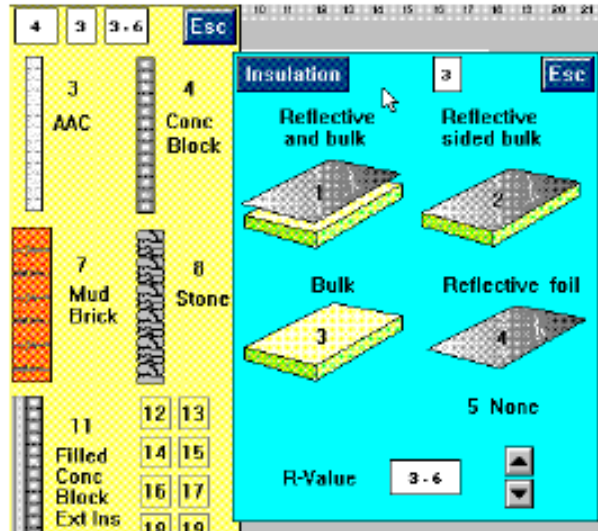 4 3 3.6 Esc
10 11 12 13 14 15 16 17 18 19 20 21
3
AAC
4
Conc
Block
7
Mud
Brick
8
Stone
11
Filled
Conc
Block
Ext Ins
12 13
14 15
16 17
18 19
Insulation 3 Esc
Reflective
and bulk
1
Reflective
sided bulk
2
Bulk
3
Reflective foil
4
5 None
R-Value 3.6